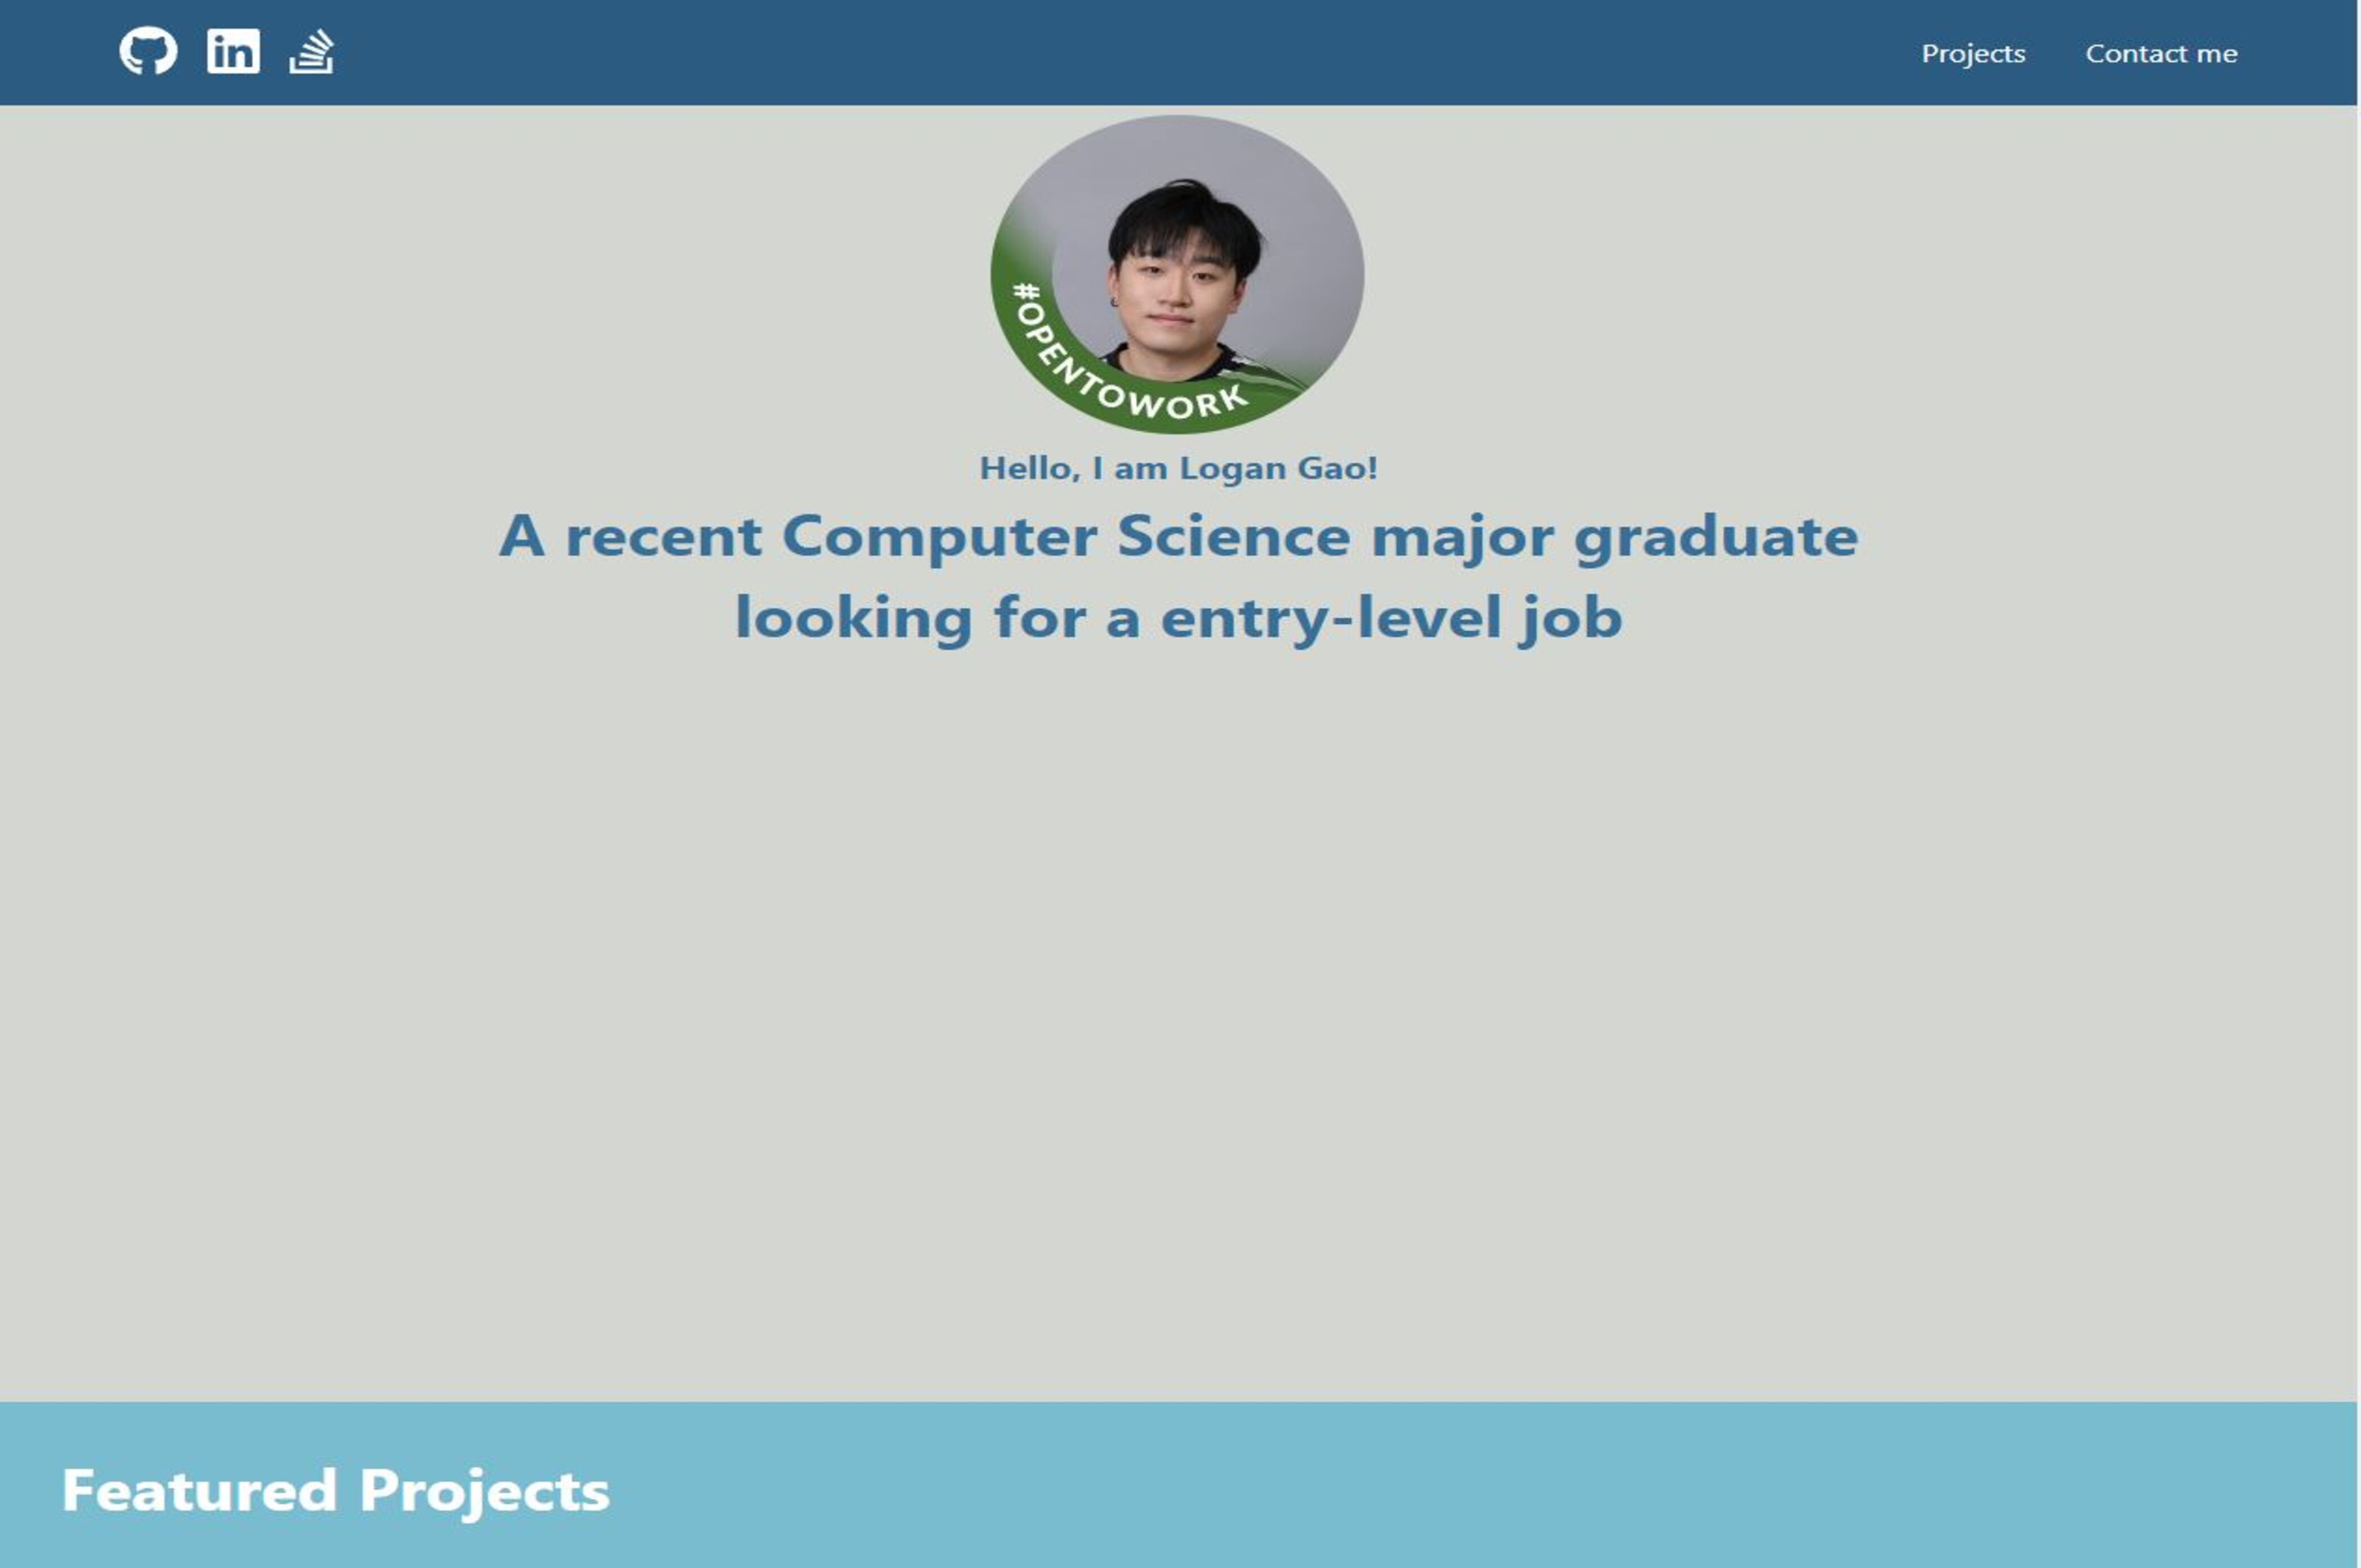 in
Projects
Contact me
#OPENTOWORK
Hello, I am Logan Gao!
A recent Computer Science major graduate
looking for a entry-level job
Featured Projects